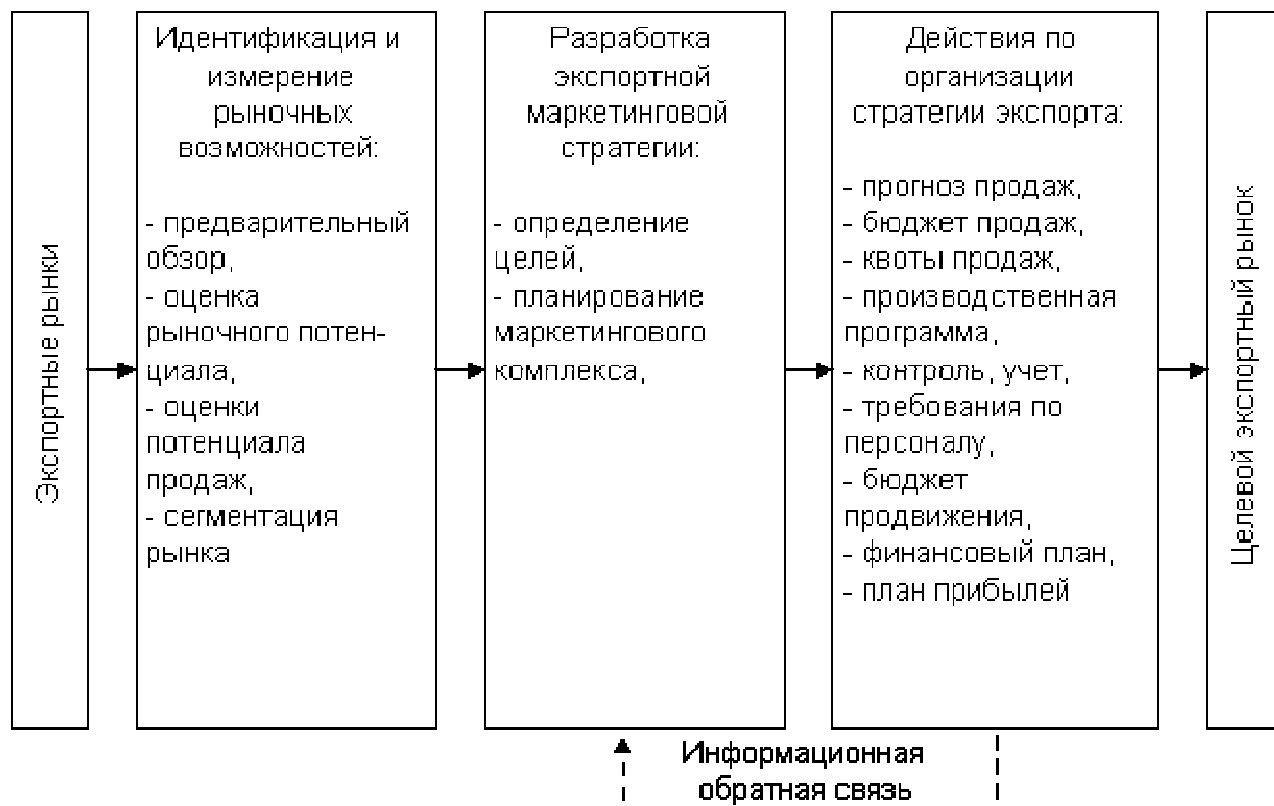 Экспортные рынки
Идентификация и
измерение
рыночных
возможностей:
- предварительный
обзор,
- оценка
рыночного потен-
циала,
- оценки
потенциала
продаж,
- сегментация
рынка
Разработка
экспортной
маркетинговой
стратегии:
- определение
целей,
- планирование
маркетингового
комплекса,
Действия по
организации
стратегии экспорта:
- прогноз продаж,
- бюджет продаж,
- квоты продаж,
- производственная
программа,
- контроль, учет,
- требования по
персоналу,
- бюджет
продвижения,
- финансовый план,
- план прибылей
Целевой экспортный рынок
Информационная
обратная связь